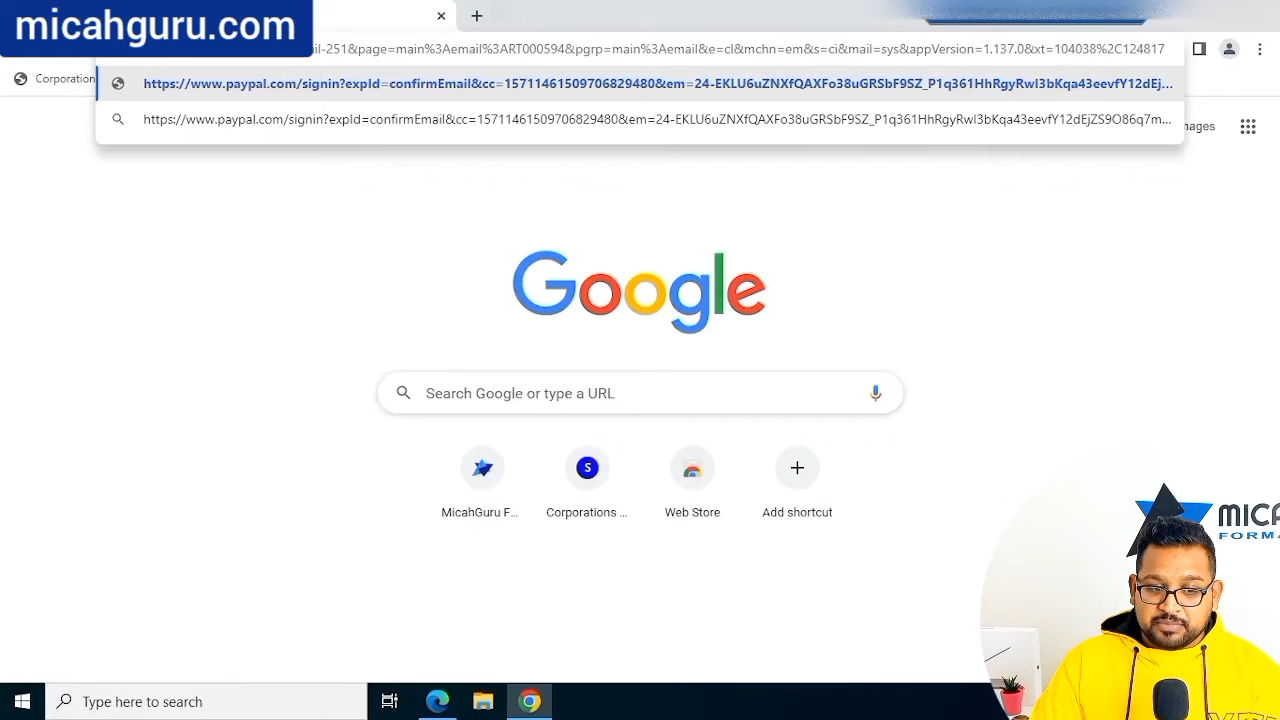 micahguru.com
ail-251&page=main%3Aemail%3ART000594&pgrp=main%3Aemail&e=cl&mchn=em&s=ci&mail=sys&appVersion=1.137.0&xt=104038%2C124817
Corporation
https://www.paypal.com/signin?expId=confirmEmail&cc=15711461509706829480&em=24-EKLU6uZNXfQAXFo38uGRSbF9SZ_P1q361HhRgyRwl3bKqa43eevfY12dEj...
https://www.paypal.com/signin?expId=confirmEmail&cc=15711461509706829480&em=24-EKLU6uZNXfQAXFo38uGRSbF9SZ_P1q361HhRgyRwl3bKqa43eevfY12dEjZS9O86q7m...
nages
Google
Search Google or type a URL
S
MicahGuru F...
Corporations ...
Web Store
Add shortcut
MICA
FORMA
Type here to search